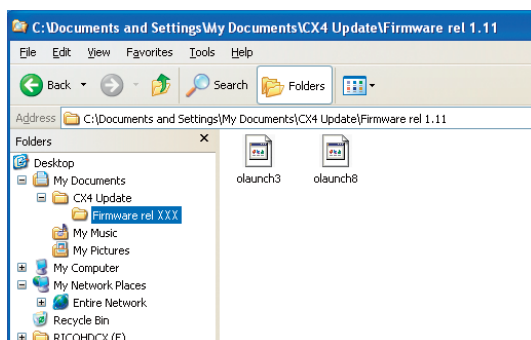 C:\Documents and Settings\My Documents\CX4 Update\Firmware rel 1.11
File Edit View Favorites Tools Help
Back Search Folders
Address C:\Documents and Settings\My Documents\CX4 Update\Firmware rel 1.11
Folders x
Desktop
My Documents
CX4 Update
Firmware rel XXX
My Music
My Pictures
My Computer
My Network Places
Entire Network
Recycle Bin
RICOHDCX (E)
olaunch3 olaunch8